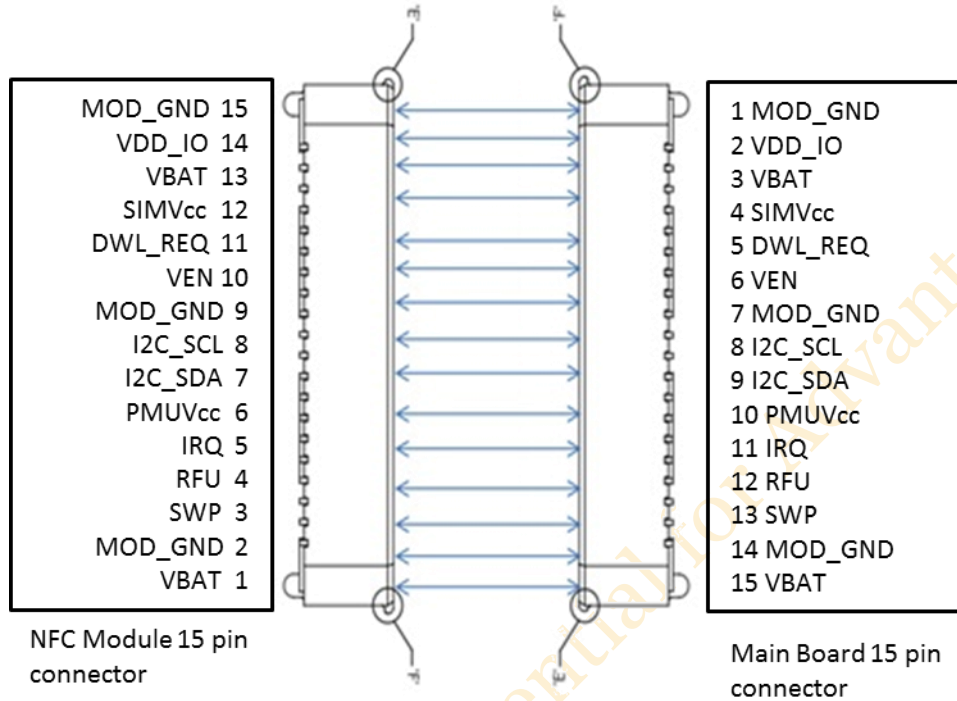 MOD_GND 15
VDD_IO 14
VBAT 13
SIMVcc 12
DWL_REQ 11
VEN 10
MOD_GND 9
I2C_SCL 8
I2C_SDA 7
PMUVcc 6
IRQ 5
RFU 4
SWP 3
MOD_GND 2
VBAT 1
NFC Module 15 pin
connector
1 MOD_GND
2 VDD_IO
3 VBAT
4 SIMVcc
5 DWL_REQ
6 VEN
7 MOD_GND
8 I2C_SCL
9 I2C_SDA
10 PMUVcc
11 IRQ
12 RFU
13 SWP
14 MOD_GND
15 VBAT
Main Board 15 pin
connector
for